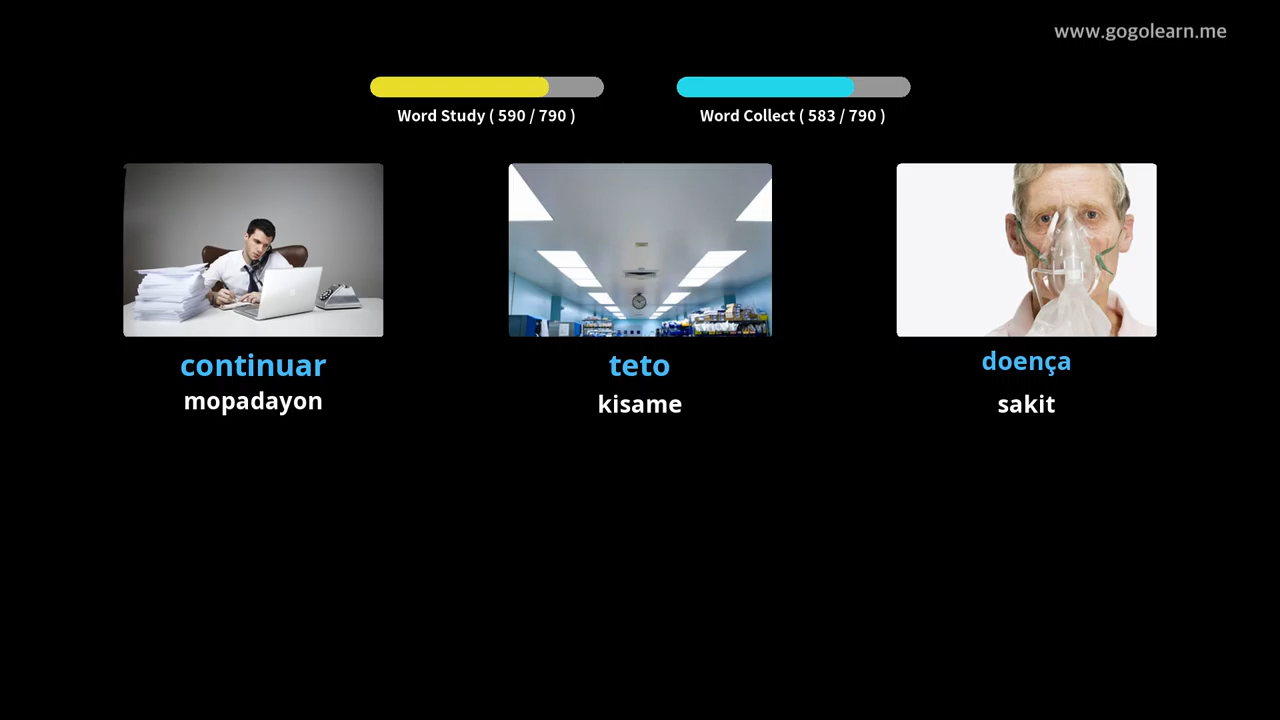 www.gogolearn.me
Word Study ( 590 / 790 )
Word Collect ( 583 / 790 )
continuar
mopadayon
teto
kisame
doença
sakit